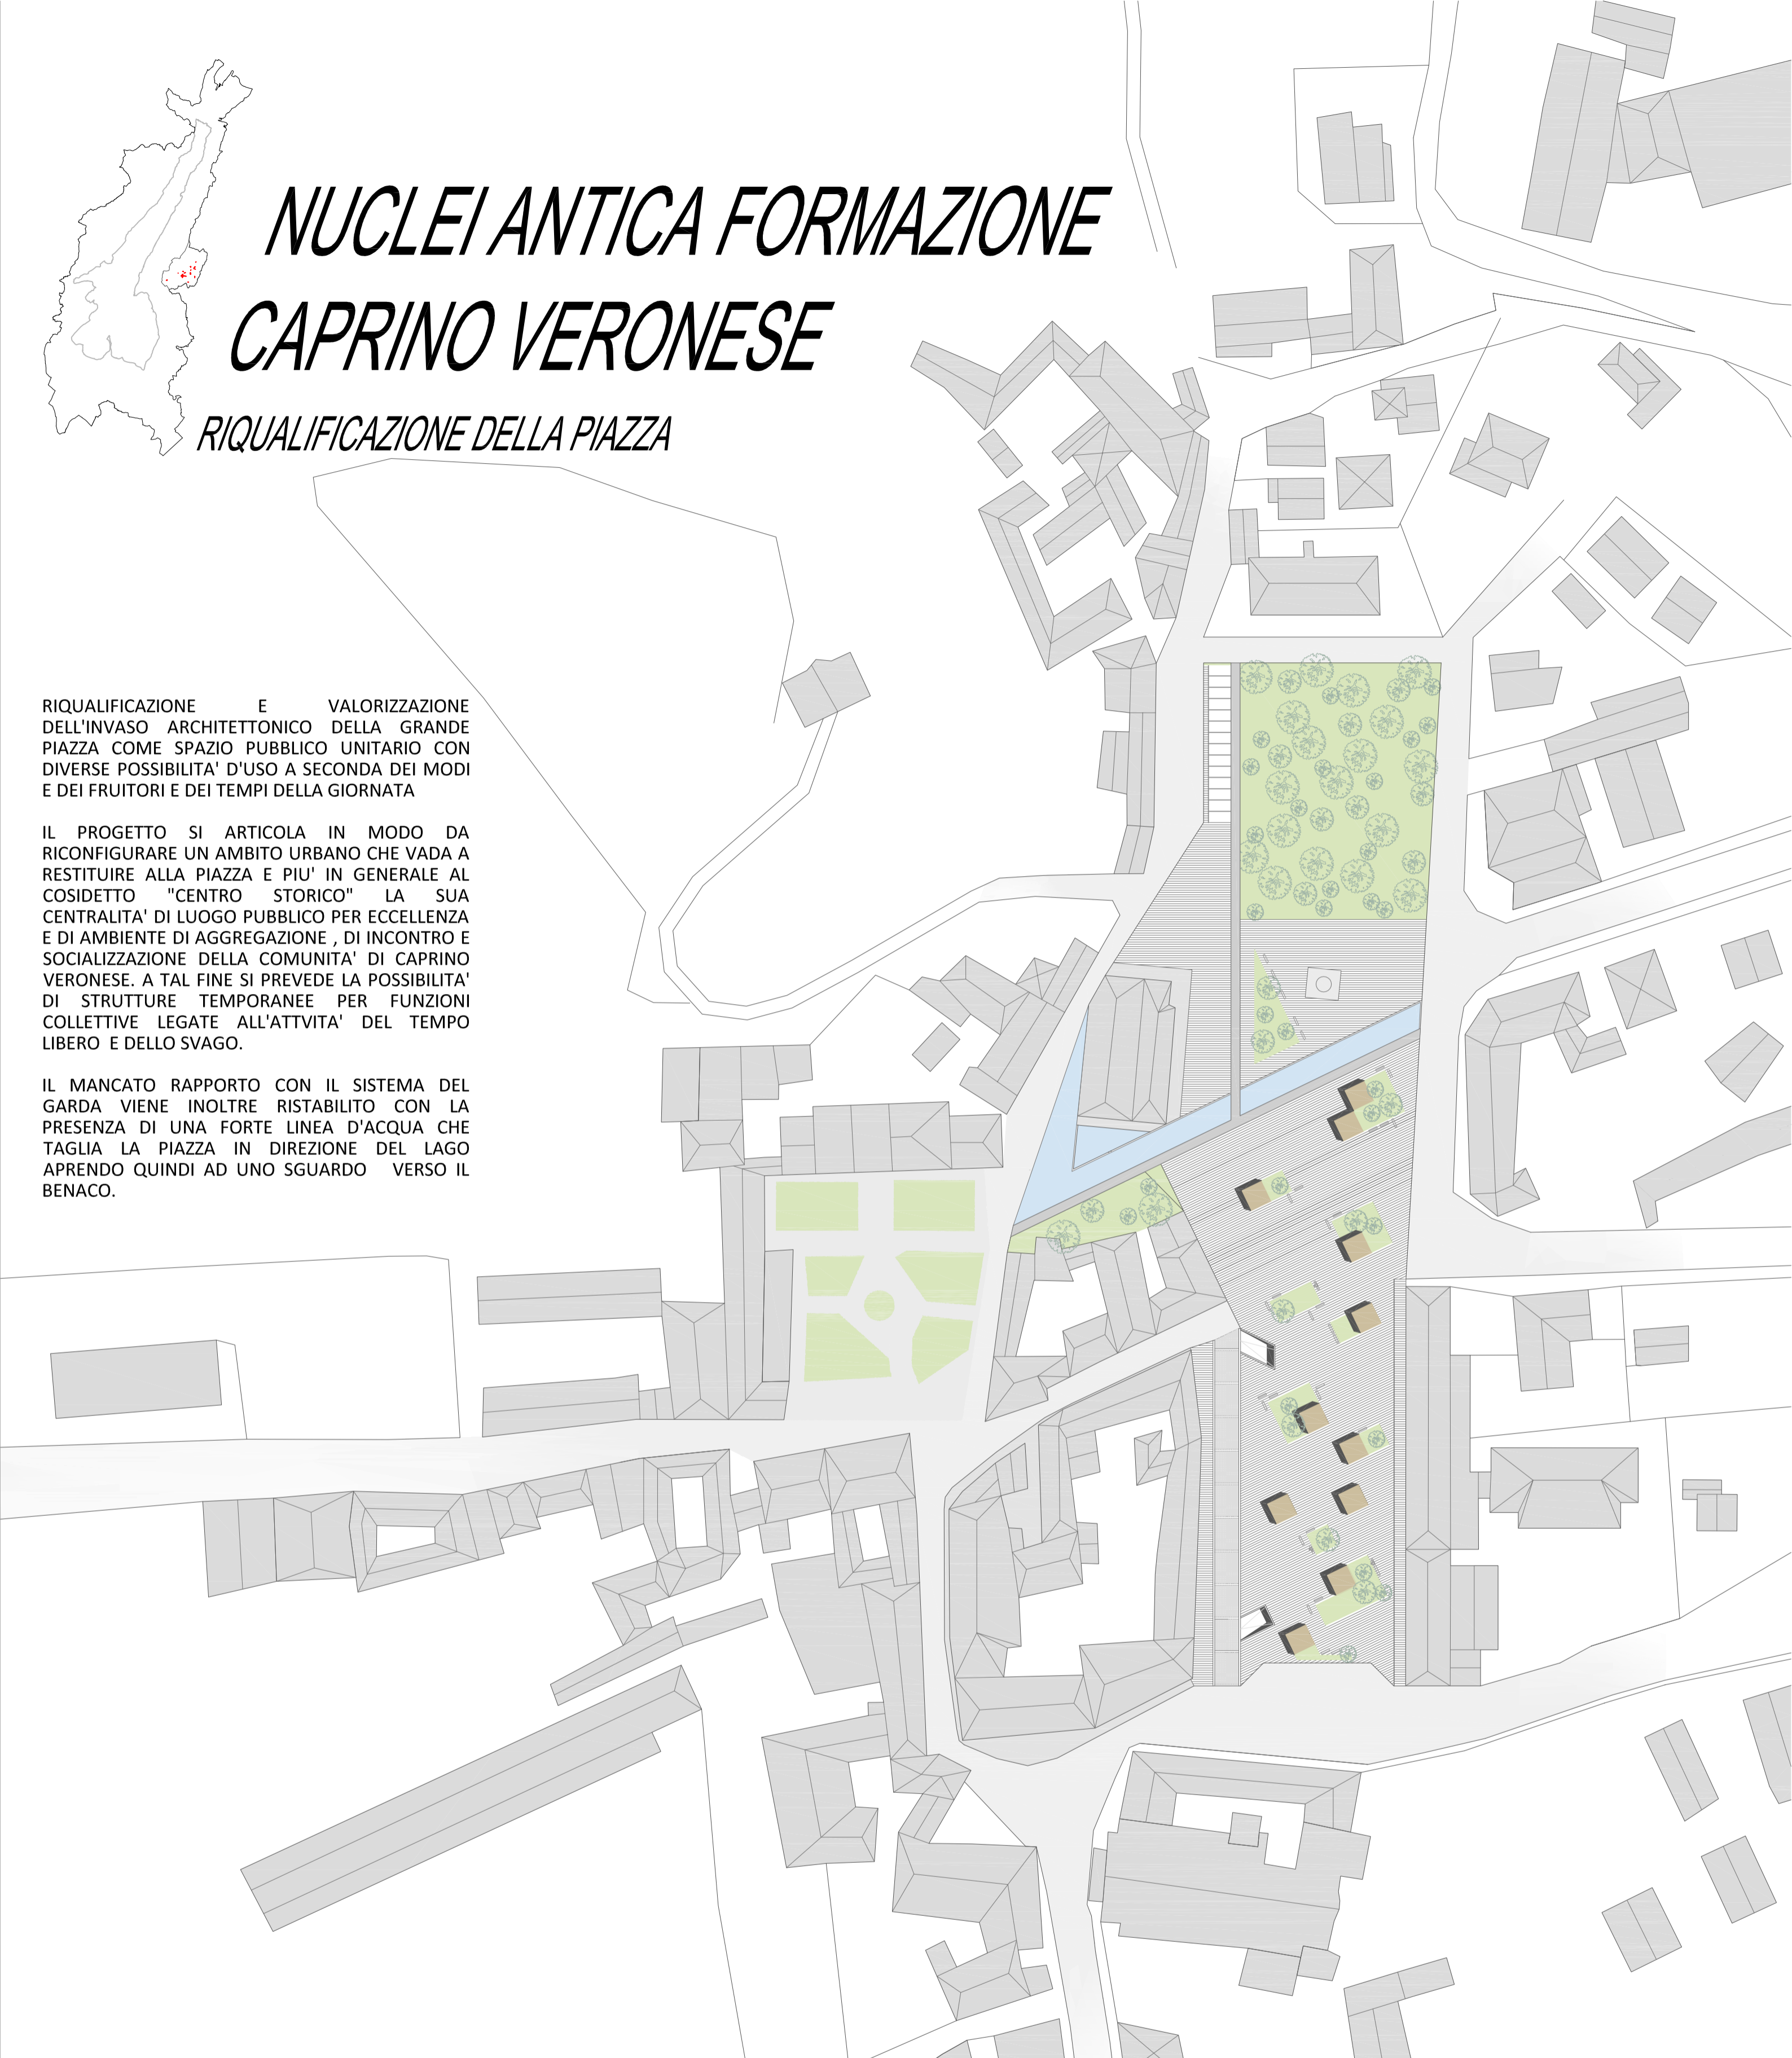 NUCLEI ANTICA FORMAZIONE
CAPRINO VERONESE
RIQUALIFICAZIONE DELLA PIAZZA
RIQUALIFICAZIONE E VALORIZZAZIONE
DELL'INVASO ARCHITETTONICO DELLA GRANDE
PIAZZA COME SPAZIO PUBBLICO UNITARIO CON
DIVERSE POSSIBILITA' D'USO A SECONDA DEI MODI
E DEI FRUITORI E DEI TEMPI DELLA GIORNATA
IL PROGETTO SI ARTICOLA IN MODO DA
RICONFIGURARE UN AMBITO URBANO CHE VADA A
RESTITUIRE ALLA PIAZZA E PIU' IN GENERALE AL
COSIDETTO "CENTRO STORICO" LA SUA
CENTRALITA' DI LUOGO PUBBLICO PER ECCELLENZA
E DI AMBIENTE DI AGGREGAZIONE , DI INCONTRO E
SOCIALIZZAZIONE DELLA COMUNITA' DI CAPRINO
VERONESE. A TAL FINE SI PREVEDE LA POSSIBILITA'
DI STRUTTURE TEMPORANEE PER FUNZIONI
COLLETTIVE LEGATE ALL'ATTVITA' DEL TEMPO
LIBERO E DELLO SVAGO.
IL MANCATO RAPPORTO CON IL SISTEMA DEL
GARDA VIENE INOLTRE RISTABILITO CON LA
PRESENZA DI UNA FORTE LINEA D'ACQUA CHE
TAGLIA LA PIAZZA IN DIREZIONE DEL LAGO
APRENDO QUINDI AD UNO SGUARDO VERSO IL
BENACO.